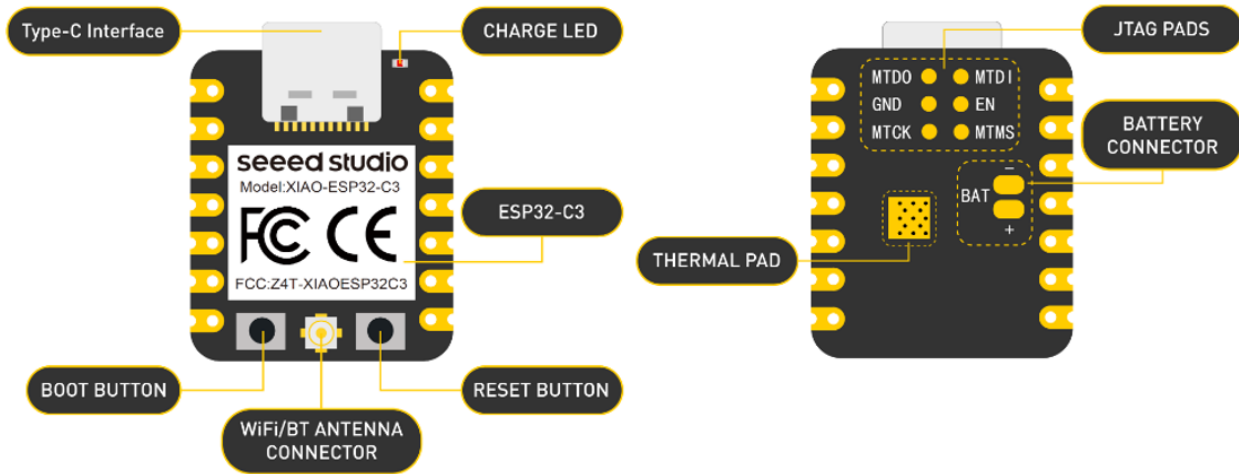 Type-C Interface
CHARGE LED
seeed studio
Model:XIAO-ESP32-C3
FC CE
FCC:Z4T-XIAOESP32C3
ESP32-C3
BOOT BUTTON
WiFi/BT ANTENNA
CONNECTOR
RESET BUTTON
JTAG PADS
MTDO MTDI
GND EN
MTCK MTMS
BATTERY
CONNECTOR
BAT
-
+
THERMAL PAD